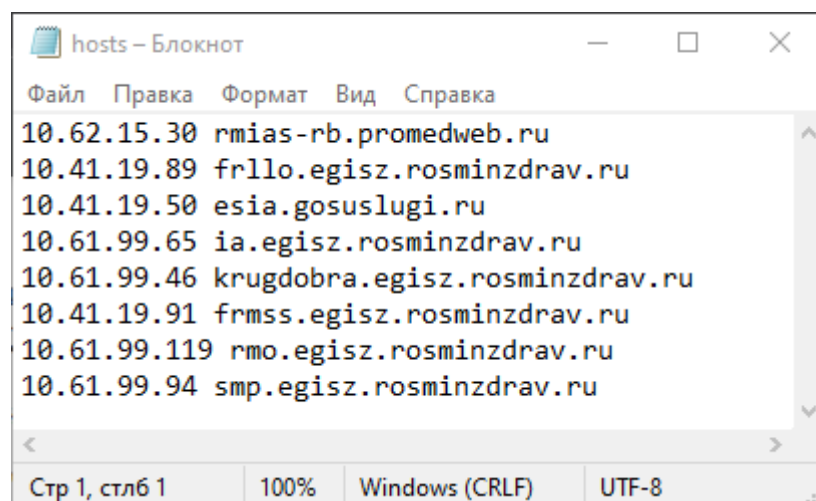 hosts – Блокнот
Файл Правка Формат Вид Справка
10.62.15.30 rmias-rb.promedweb.ru
10.41.19.89 frllo.egisz.rosminzdrav.ru
10.41.19.50 esia.gosuslugi.ru
10.61.99.65 ia.egisz.rosminzdrav.ru
10.61.99.46 krugdobra.egisz.rosminzdrav.ru
10.41.19.91 frmss.egisz.rosminzdrav.ru
10.61.99.119 rmo.egisz.rosminzdrav.ru
10.61.99.94 smp.egisz.rosminzdrav.ru
Стр 1, стлб 1 100% Windows (CRLF) UTF-8